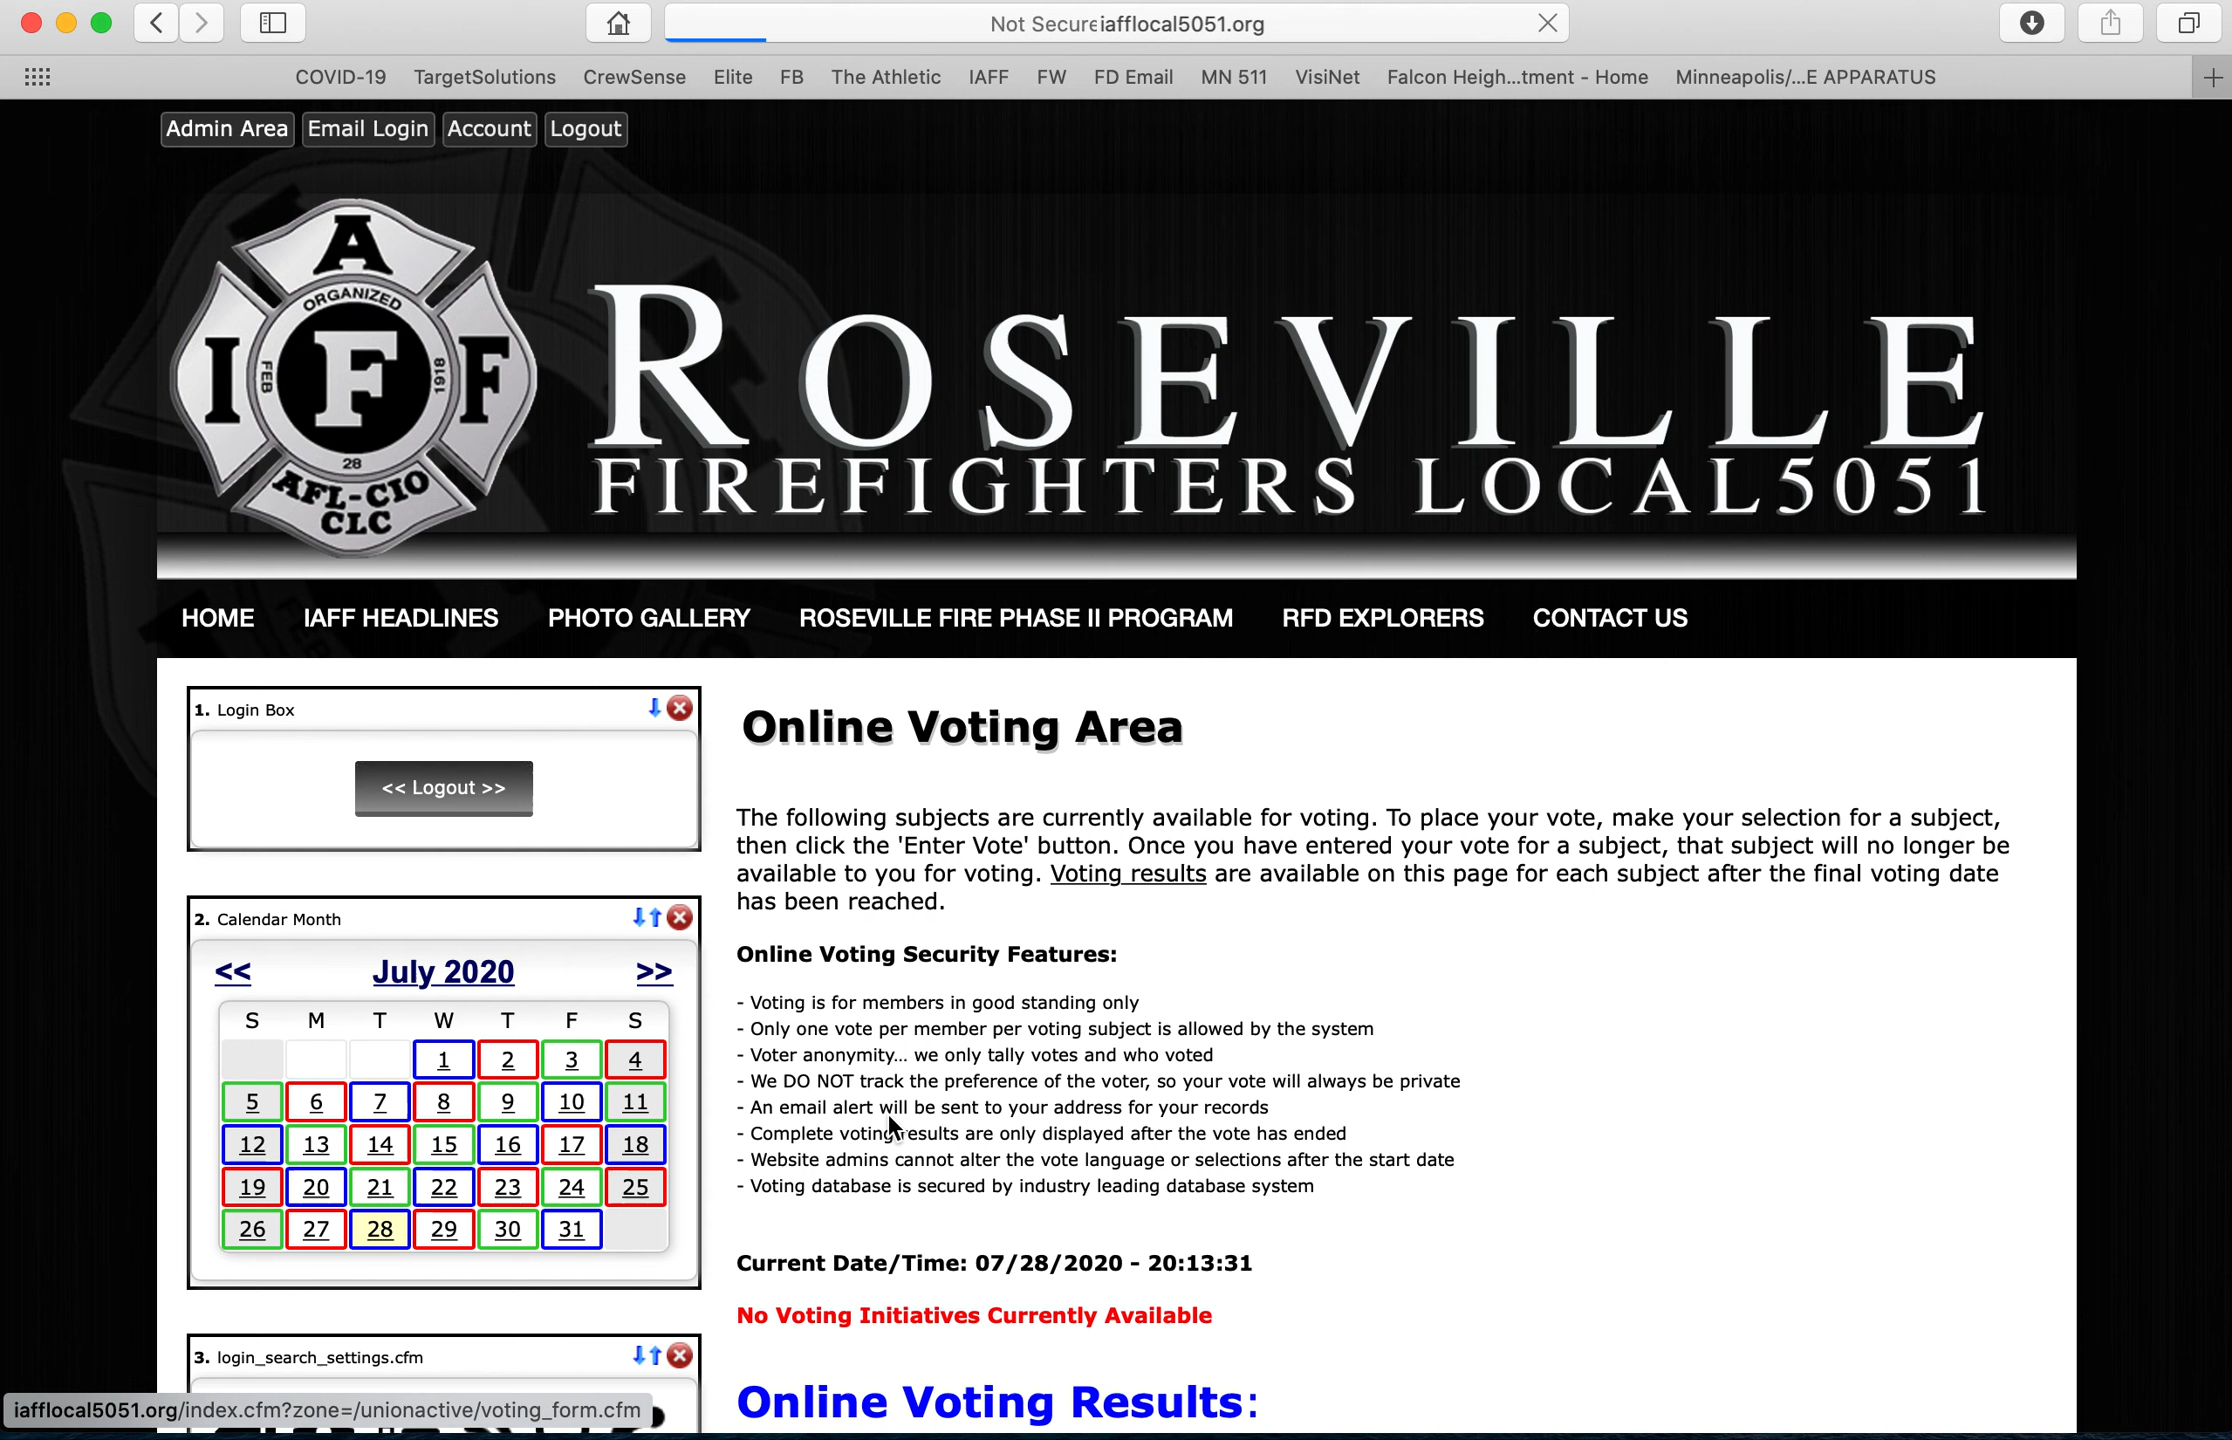 Not Secure iafflocal5051.org
COVID-19 TargetSolutions CrewSense Elite FB The Athletic IAFF FW FD Email MN 511 VisiNet Falcon Heigh...tment - Home Minneapolis/...E APPARATUS
Admin Area Email Login Account Logout
A
ORGANIZED
I F F
FEB 1918
28
AFL-CIO
CLC
ROSEVILLE
FIREFIGHTERS LOCAL5051
HOME IAFF HEADLINES PHOTO GALLERY ROSEVILLE FIRE PHASE II PROGRAM RFD EXPLORERS CONTACT US
1. Login Box
<< Logout >>
2. Calendar Month
<< July 2020 >>
S M T W T F S
1 2 3 4
5 6 7 8 9 10 11
12 13 14 15 16 17 18
19 20 21 22 23 24 25
26 27 28 29 30 31
3. login_search_settings.cfm
Online Voting Area
The following subjects are currently available for voting. To place your vote, make your selection for a subject,
then click the 'Enter Vote' button. Once you have entered your vote for a subject, that subject will no longer be
available to you for voting. Voting results are available on this page for each subject after the final voting date
has been reached.
Online Voting Security Features:
- Voting is for members in good standing only
- Only one vote per member per voting subject is allowed by the system
- Voter anonymity... we only tally votes and who voted
- We DO NOT track the preference of the voter, so your vote will always be private
- An email alert will be sent to your address for your records
- Complete voting results are only displayed after the vote has ended
- Website admins cannot alter the vote language or selections after the start date
- Voting database is secured by industry leading database system
Current Date/Time: 07/28/2020 - 20:13:31
No Voting Initiatives Currently Available
Online Voting Results:
iafflocal5051.org/index.cfm?zone=/unionactive/voting_form.cfm